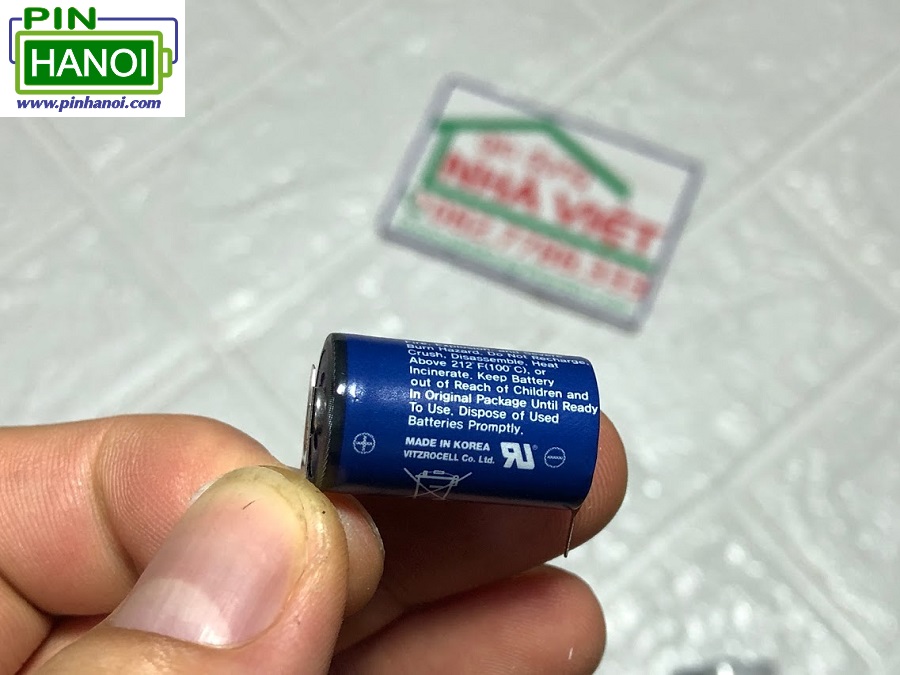 PIN
HANOI
www.pinhanoi.com
NHÀ VIỆT
Burn Hazard. Do Not Recharge,
Crush, Disassemble, Heat
Above 212°F(100°C), or
Incinerate. Keep Battery
out of Reach of Children and
In Original Package Until Ready
To Use. Dispose of Used
Batteries Promptly.
MADE IN KOREA
VITZROCELL Co. Ltd.